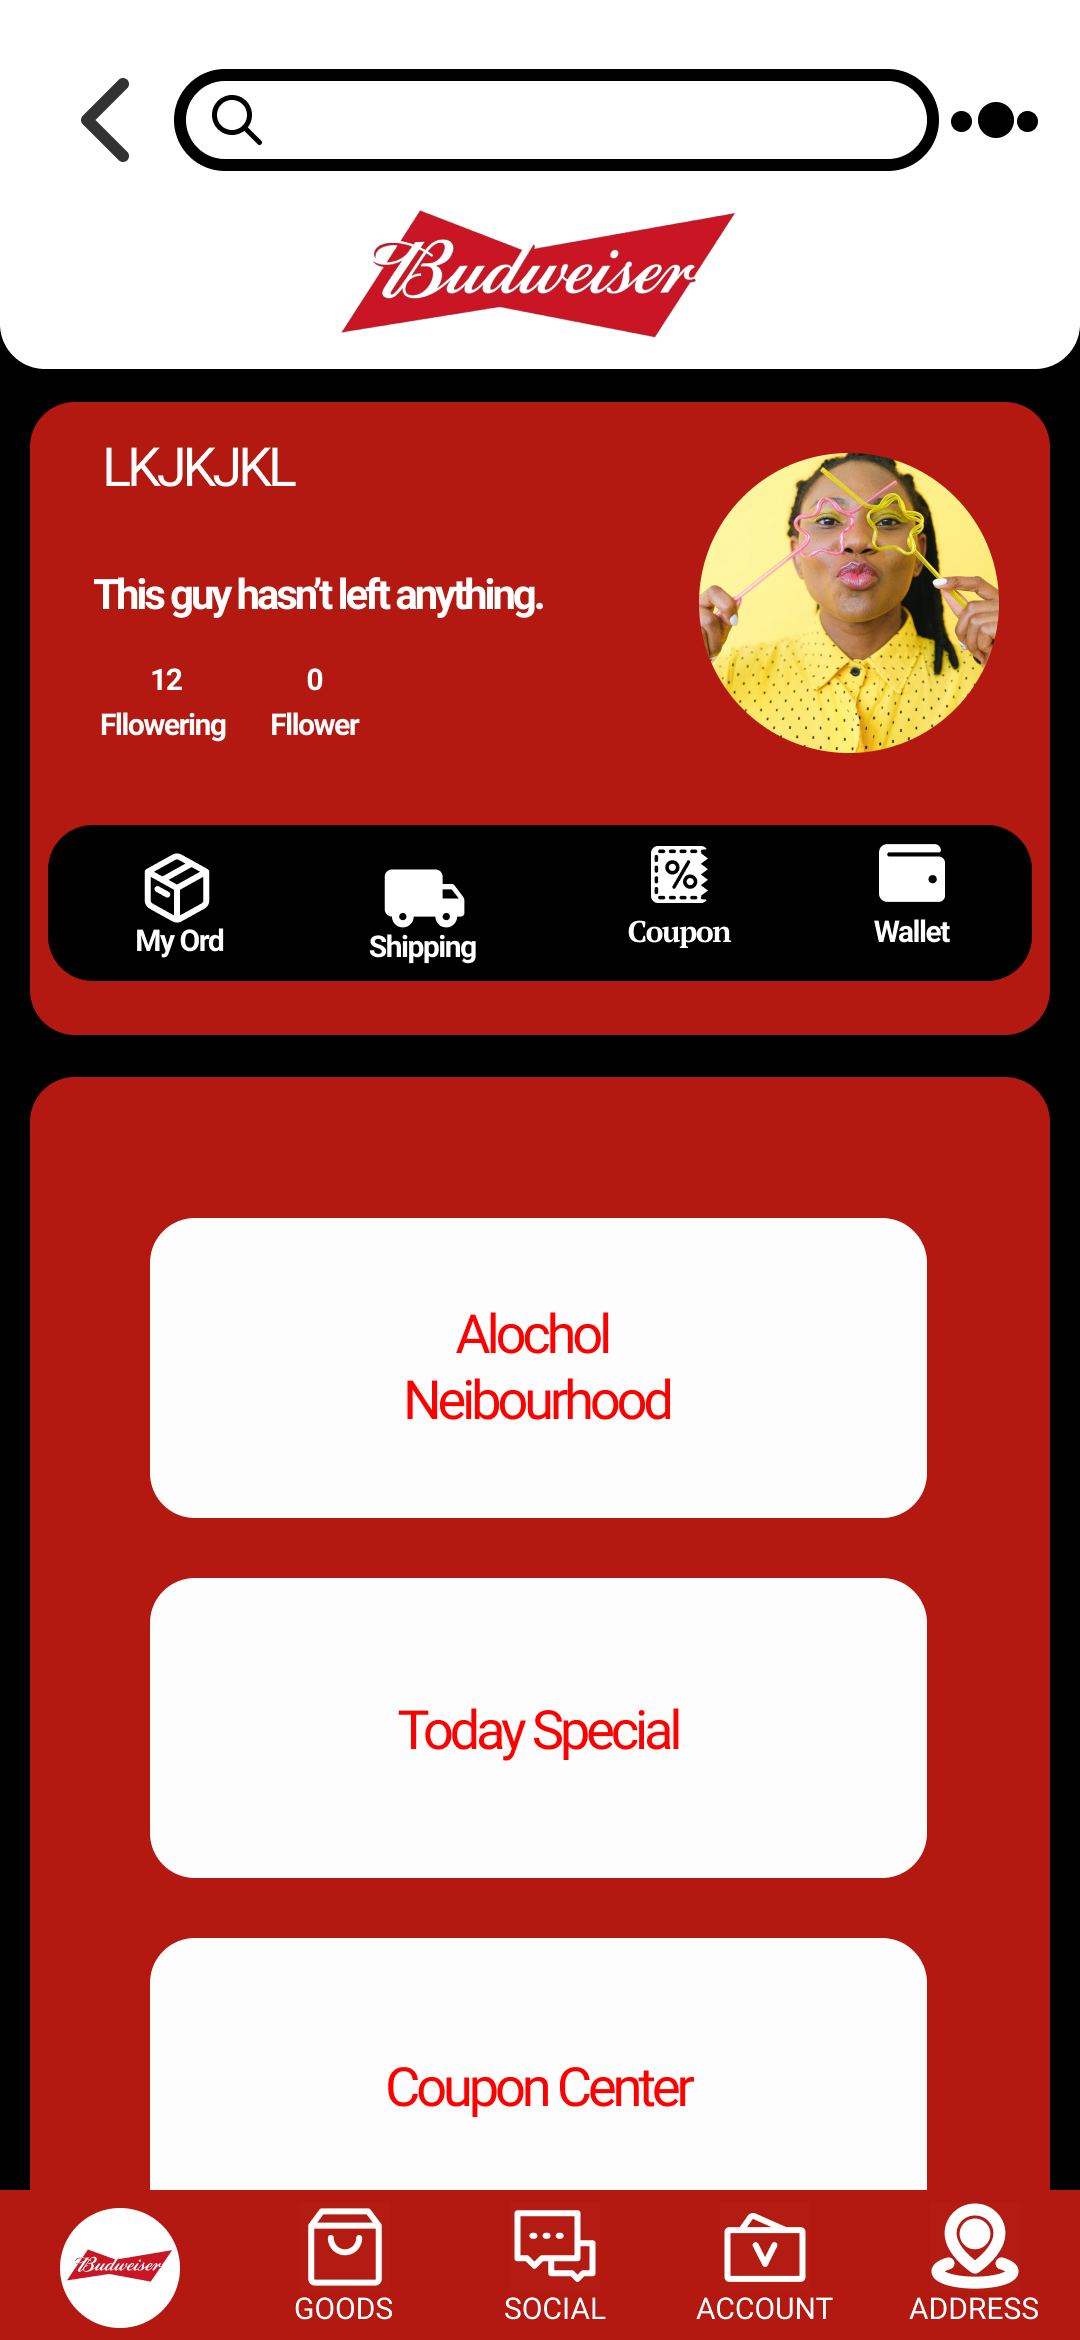 Budweiser
LKJKJKL
This guy hasn't left anything.
12 0
Fllowering Fllower
My Ord Shipping Coupon Wallet
Alochol
Neibourhood
Today Special
Coupon Center
Budweiser
GOODS SOCIAL ACCOUNT ADDRESS